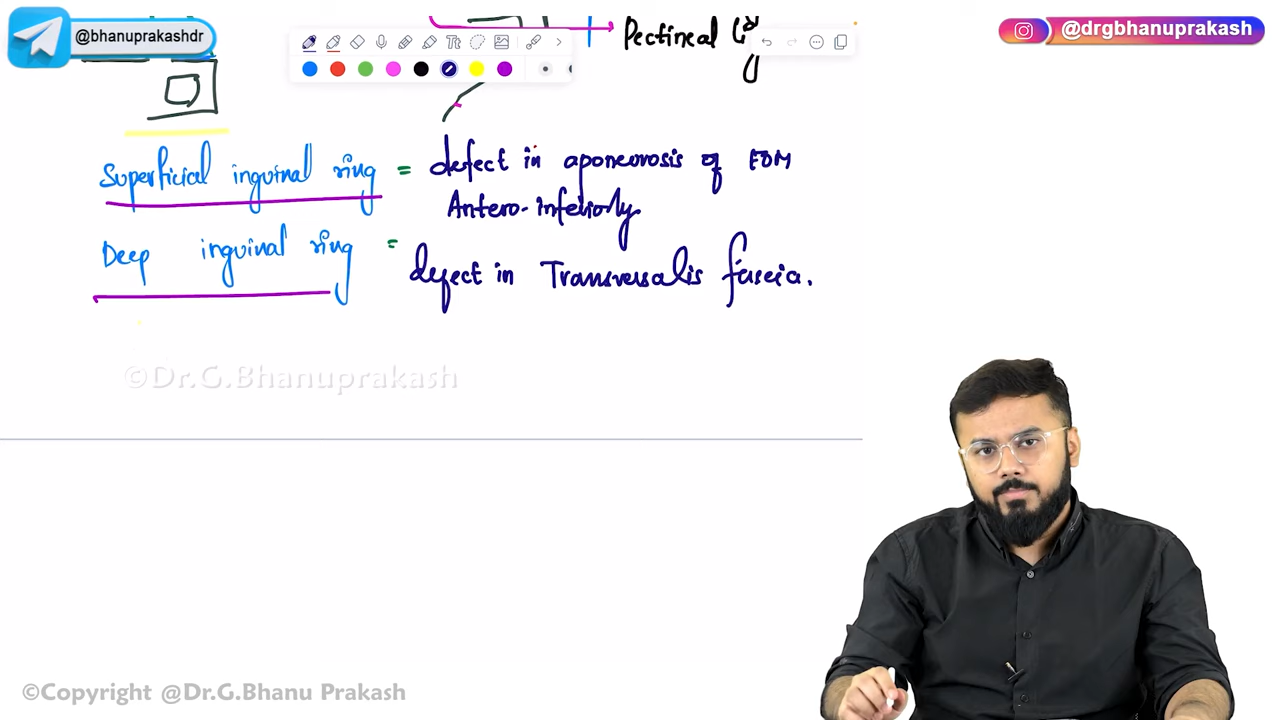 @bhanuprakashdr
@drgbhanuprakash
Pectineal
Superficial inguinal ring = defect in aponeurosis of EOM
Antero-inferiorly
Deep inguinal ring = defect in Transversalis fascia.
©Dr.G.Bhanuprakash
©Copyright @Dr.G.Bhanu Prakash